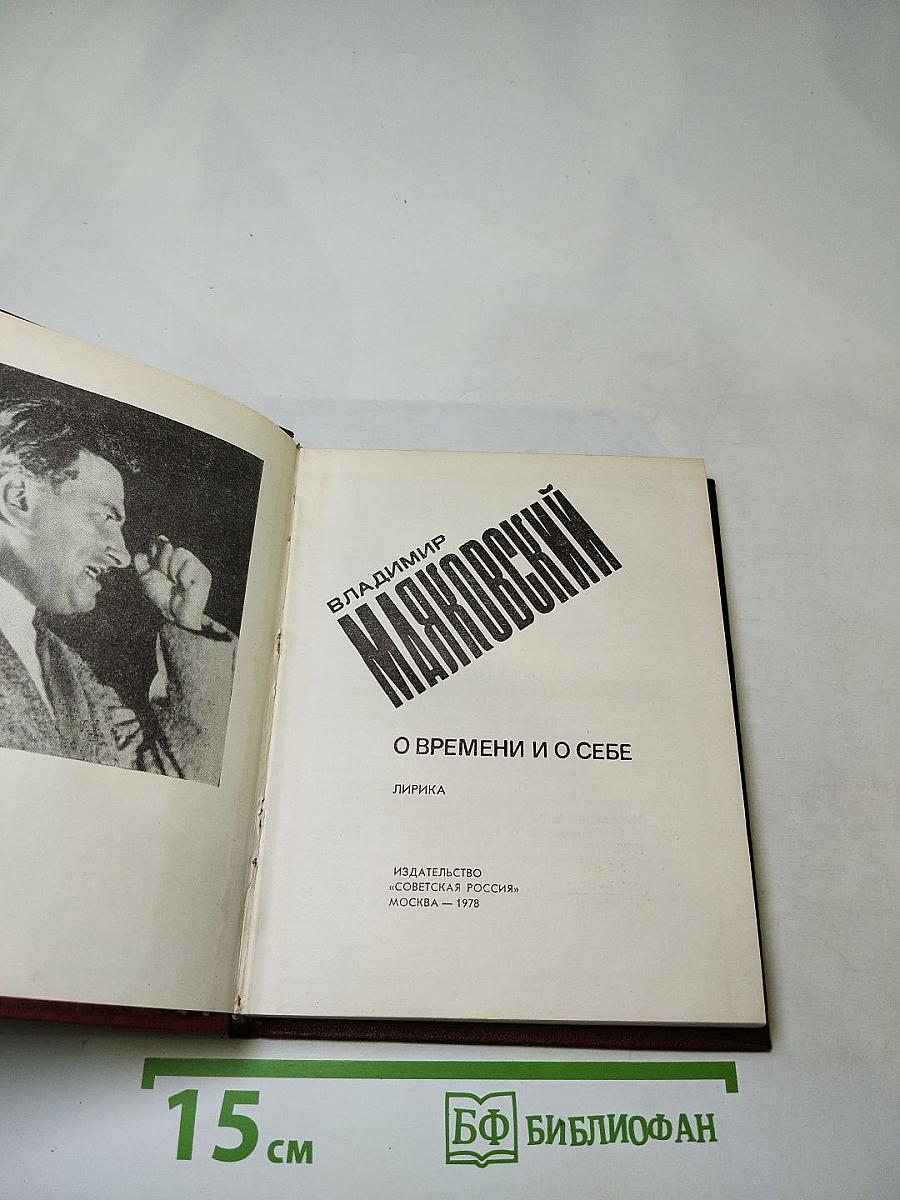 ВЛАДИМИР
МАЯКОВСКИЙ
О ВРЕМЕНИ И О СЕБЕ
ЛИРИКА
ИЗДАТЕЛЬСТВО
«СОВЕТСКАЯ РОССИЯ»
МОСКВА — 1978
15 см
БФ БИБЛИОФАН